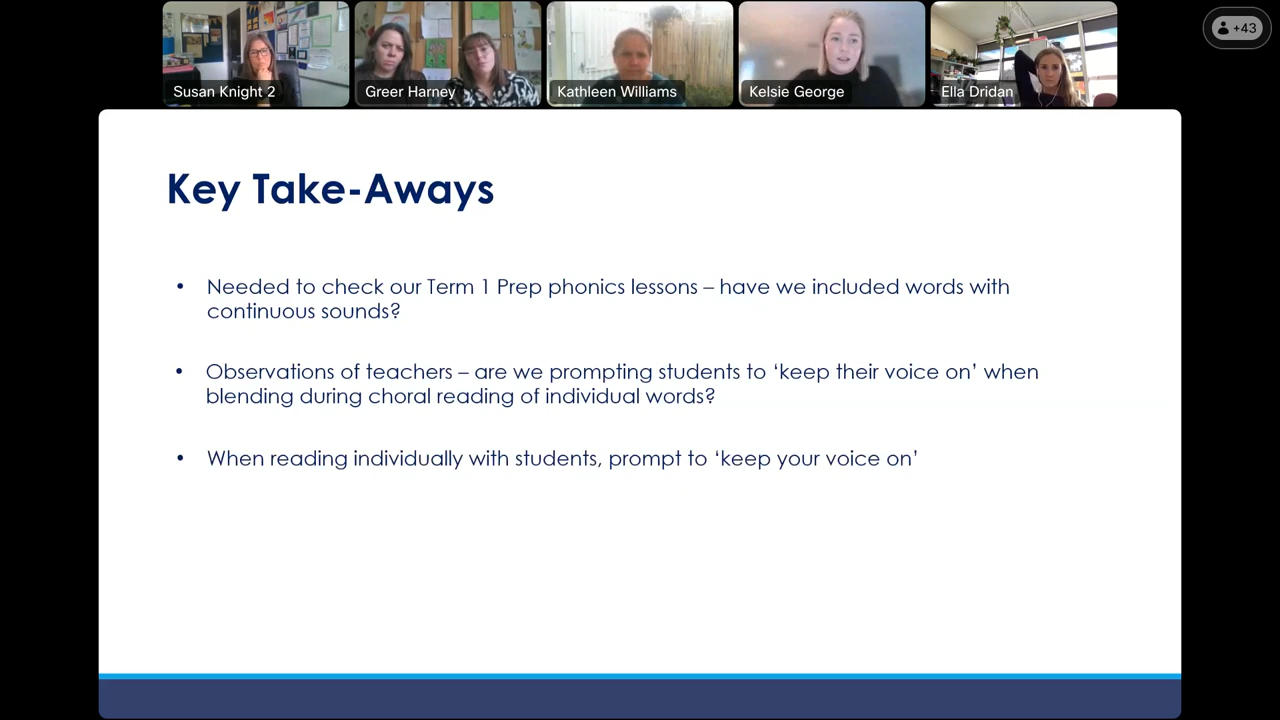 Susan Knight 2
Greer Harney
Kathleen Williams
Kelsie George
Ella Dridan
+43
Key Take-Aways
• Needed to check our Term 1 Prep phonics lessons – have we included words with
continuous sounds?
• Observations of teachers – are we prompting students to ‘keep their voice on’ when
blending during choral reading of individual words?
• When reading individually with students, prompt to ‘keep your voice on’